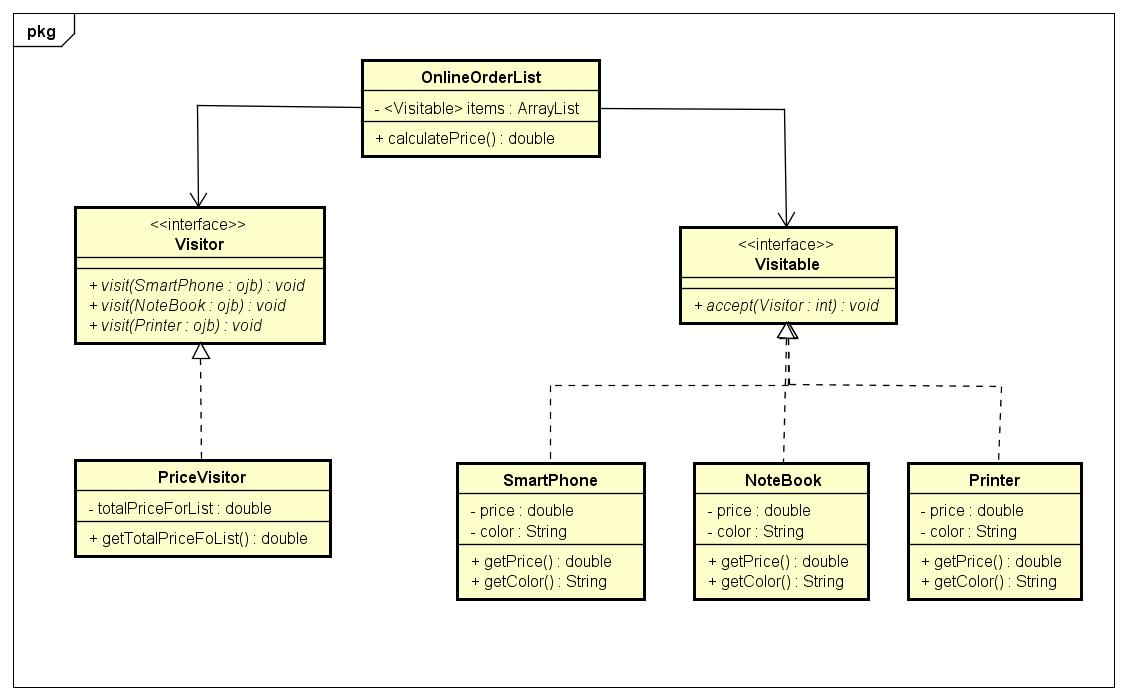 pkg
OnlineOrderList
- <Visitable> items : ArrayList
+ calculatePrice() : double
<<interface>>
Visitor
+ visit(SmartPhone : ojb) : void
+ visit(NoteBook : ojb) : void
+ visit(Printer : ojb) : void
<<interface>>
Visitable
+ accept(Visitor : int) : void
PriceVisitor
- totalPriceForList : double
+ getTotalPriceFoList() : double
SmartPhone
- price : double
- color : String
+ getPrice() : double
+ getColor() : String
NoteBook
- price : double
- color : String
+ getPrice() : double
+ getColor() : String
Printer
- price : double
- color : String
+ getPrice() : double
+ getColor() : String